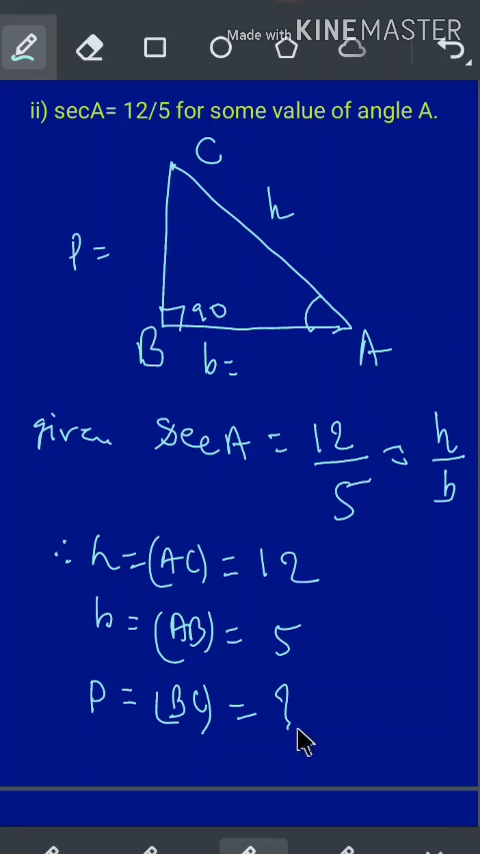 Made with KINEMASTER
ii) secA= 12/5 for some value of angle A.
C
h
P =
90
B
A
b =
given secA = 12/5 = h/b
∴ h = (AC) = 12
b = (AB) = 5
P = (BC) = ?